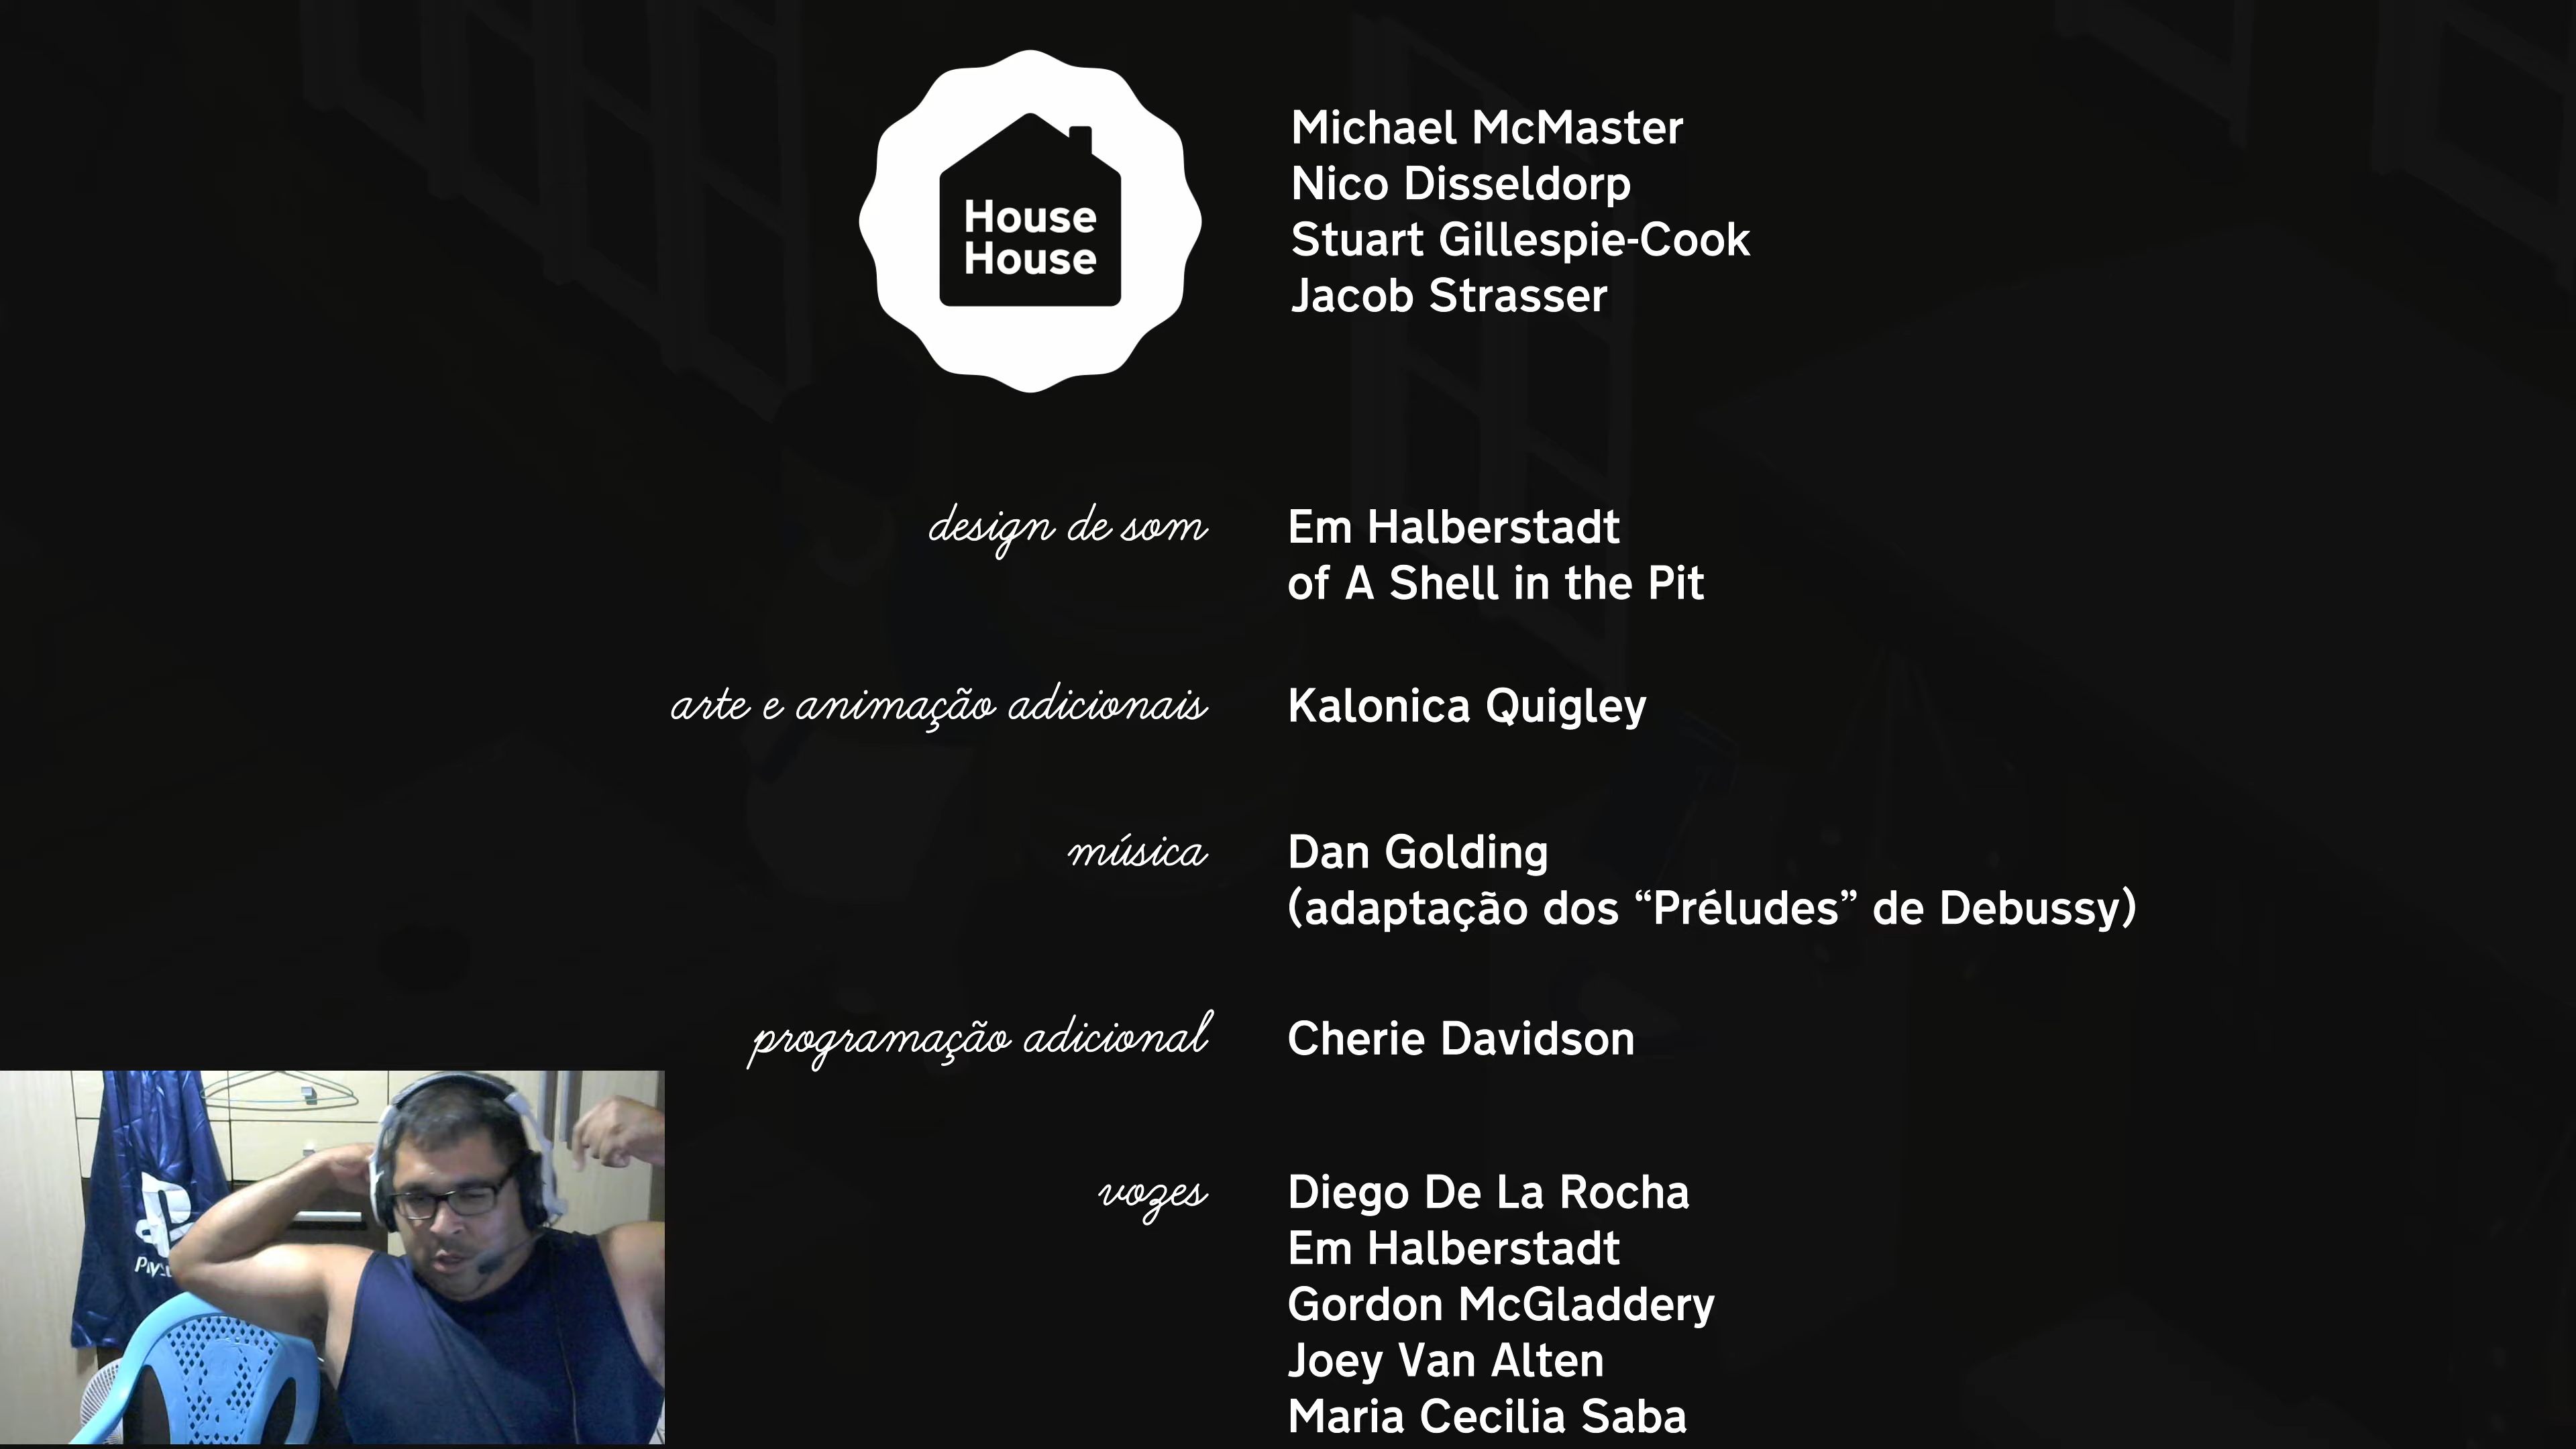 House
House
Michael McMaster
Nico Disseldorp
Stuart Gillespie-Cook
Jacob Strasser
design de som
Em Halberstadt
of A Shell in the Pit
arte e animação adicionais
Kalonica Quigley
música
Dan Golding
(adaptação dos “Préludes” de Debussy)
programação adicional
Cherie Davidson
vozes
Diego De La Rocha
Em Halberstadt
Gordon McGladdery
Joey Van Alten
Maria Cecilia Saba